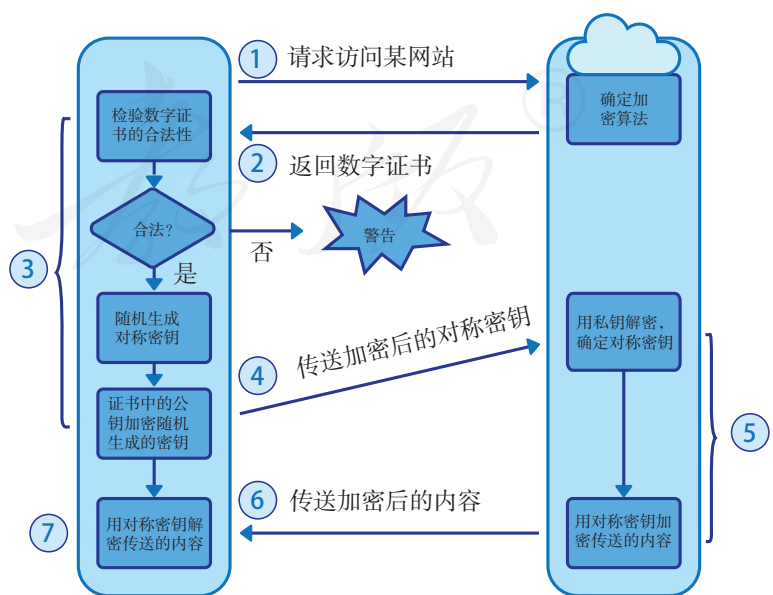 1 请求访问某网站
检验数字证
书的合法性
确定加
密算法
2 返回数字证书
合法?
否
警告
是
3
随机生成
对称密钥
4 传送加密后的对称密钥
用私钥解密,
确定对称密钥
证书中的公
钥加密随机
生成的密钥
5
6 传送加密后的内容
7
用对称密钥解
密传送的内容
用对称密钥加
密传送的内容
®